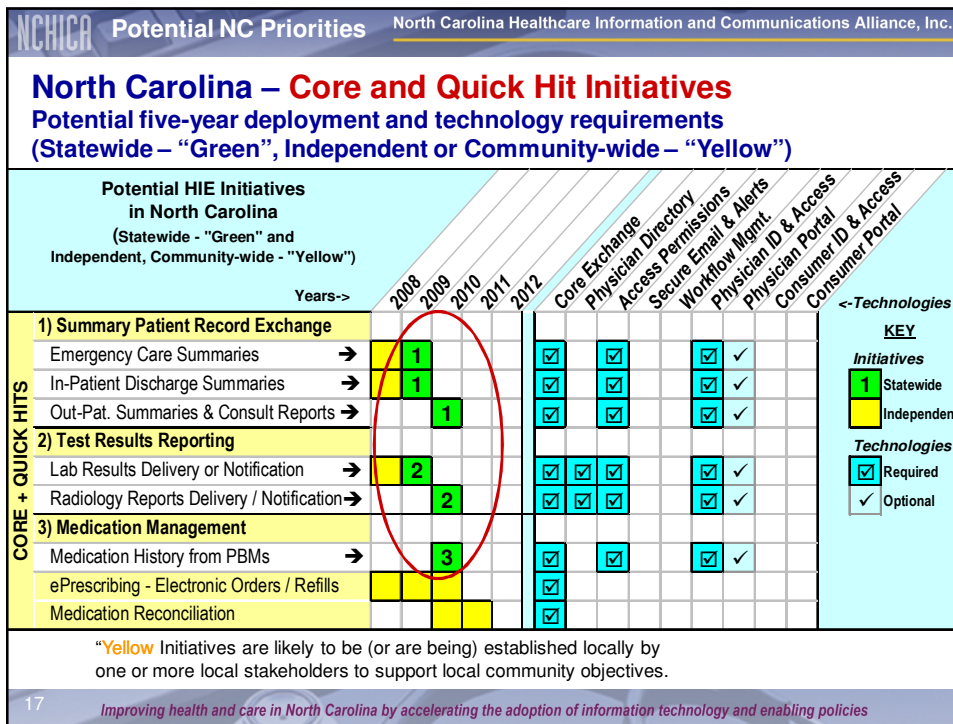 NCHICA Potential NC Priorities North Carolina Healthcare Information and Communications Alliance, Inc.
North Carolina – Core and Quick Hit Initiatives
Potential five-year deployment and technology requirements
(Statewide – “Green”, Independent or Community-wide – “Yellow”)
Potential HIE Initiatives
in North Carolina
(Statewide - "Green" and
Independent, Community-wide - "Yellow")
Years->
2008
2009
2010
2011
2012
Core Exchange
Physician Directory
Access Permissions
Secure Email & Alerts
Workflow Mgmt.
Physician ID & Access
Physician Portal
Consumer ID & Access
Consumer Portal
<-Technologies
CORE + QUICK HITS
1) Summary Patient Record Exchange
Emergency Care Summaries ➔ 1 ☑ ☑ ☑ ✓
In-Patient Discharge Summaries ➔ 1 ☑ ☑ ☑ ✓
Out-Pat. Summaries & Consult Reports ➔ 1 ☑ ☑ ☑ ✓
2) Test Results Reporting
Lab Results Delivery or Notification ➔ 2 ☑ ☑ ☑ ☑ ✓
Radiology Reports Delivery / Notification ➔ 2 ☑ ☑ ☑ ☑ ✓
3) Medication Management
Medication History from PBMs ➔ 3 ☑ ☑ ☑ ✓
ePrescribing - Electronic Orders / Refills ☑
Medication Reconciliation ☑
KEY
Initiatives
1 Statewide
Independen
Technologies
☑ Required
✓ Optional
“Yellow Initiatives are likely to be (or are being) established locally by
one or more local stakeholders to support local community objectives.
17
Improving health and care in North Carolina by accelerating the adoption of information technology and enabling policies